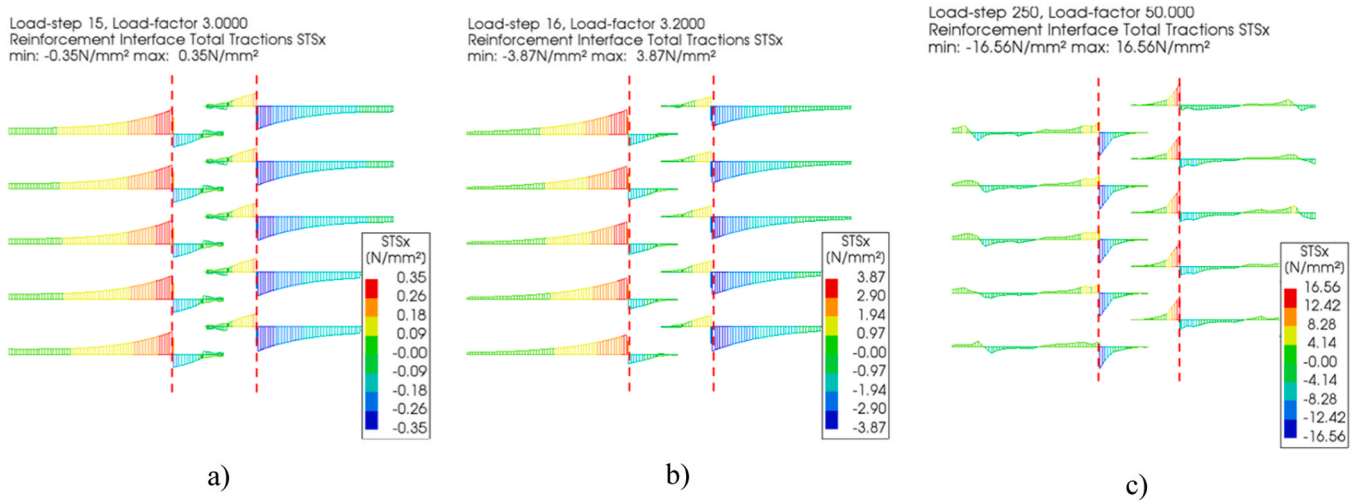 Load-step 15, Load-factor 3.0000
Reinforcement Interface Total Tractions STSx
min: -0.35N/mm² max: 0.35N/mm²
STSx
(N/mm²)
0.35
0.26
0.18
0.09
-0.00
-0.09
-0.18
-0.26
-0.35
a)
Load-step 16, Load-factor 3.2000
Reinforcement Interface Total Tractions STSx
min: -3.87N/mm² max: 3.87N/mm²
STSx
(N/mm²)
3.87
2.90
1.94
0.97
-0.00
-0.97
-1.94
-2.90
-3.87
b)
Load-step 250, Load-factor 50.000
Reinforcement Interface Total Tractions STSx
min: -16.56N/mm² max: 16.56N/mm²
STSx
(N/mm²)
16.56
12.42
8.28
4.14
-0.00
-4.14
-8.28
-12.42
-16.56
c)